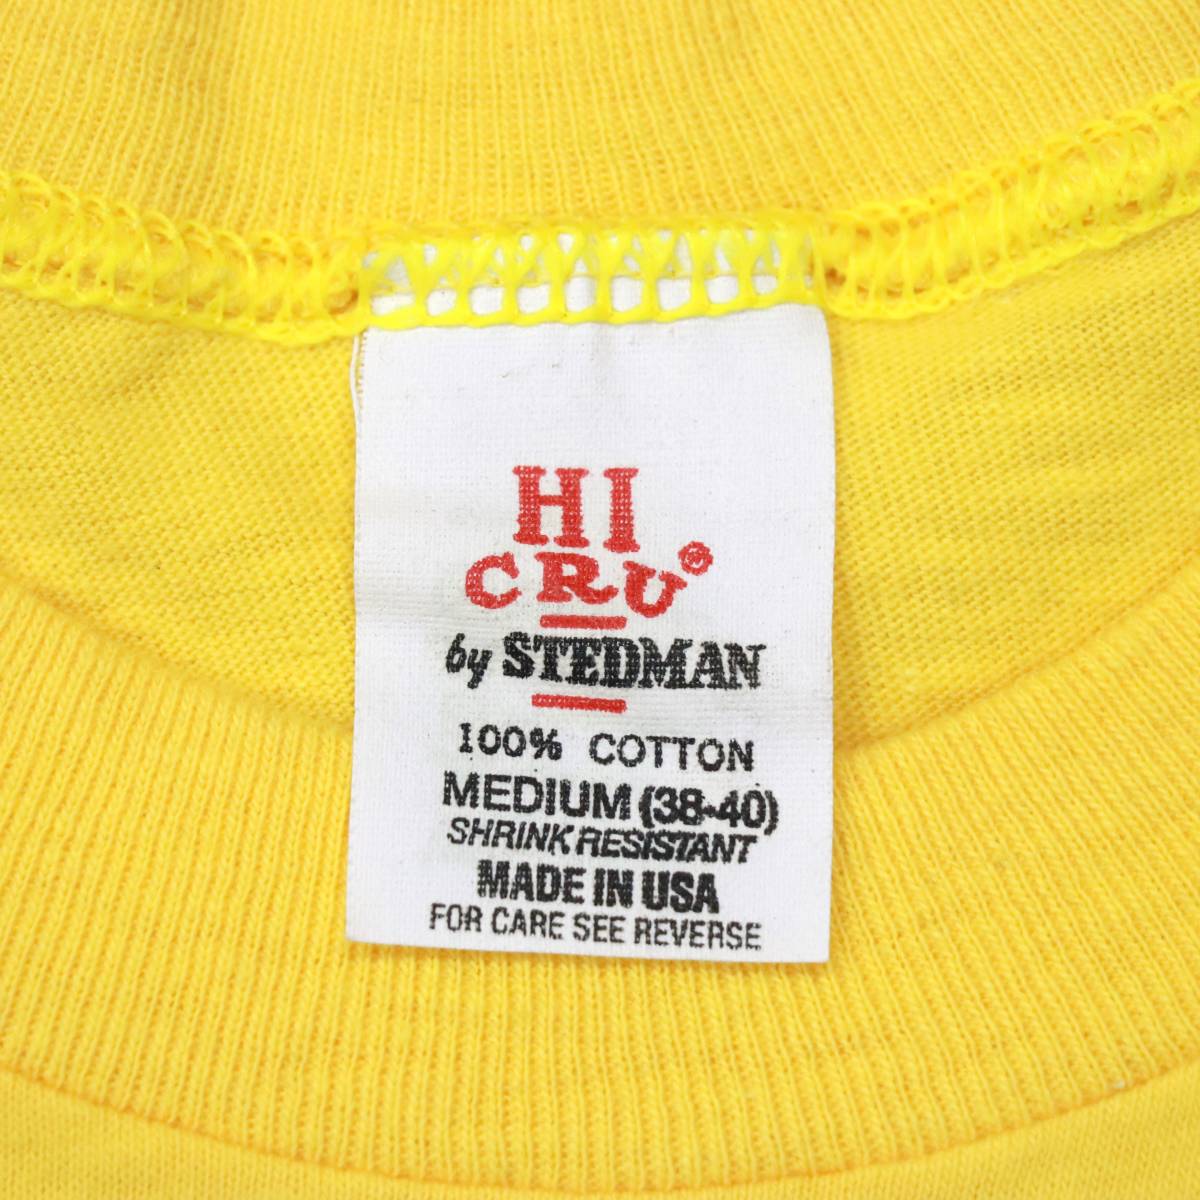 HI
CRU®
by STEDMAN
100% COTTON
MEDIUM (38-40)
SHRINK RESISTANT
MADE IN USA
FOR CARE SEE REVERSE